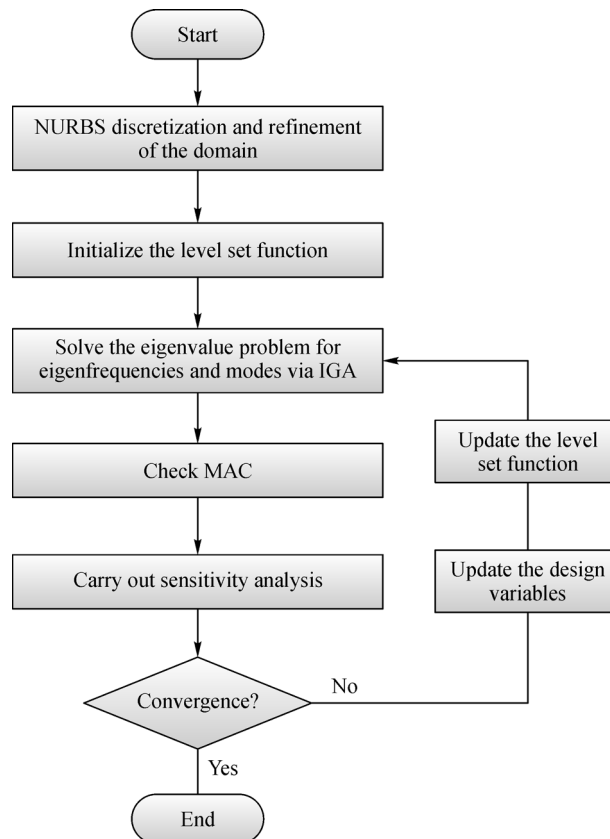 Start
NURBS discretization and refinement
of the domain
Initialize the level set function
Solve the eigenvalue problem for
eigenfrequencies and modes via IGA
Check MAC
Carry out sensitivity analysis
Convergence?
No
Update the design
variables
Update the level
set function
Yes
End